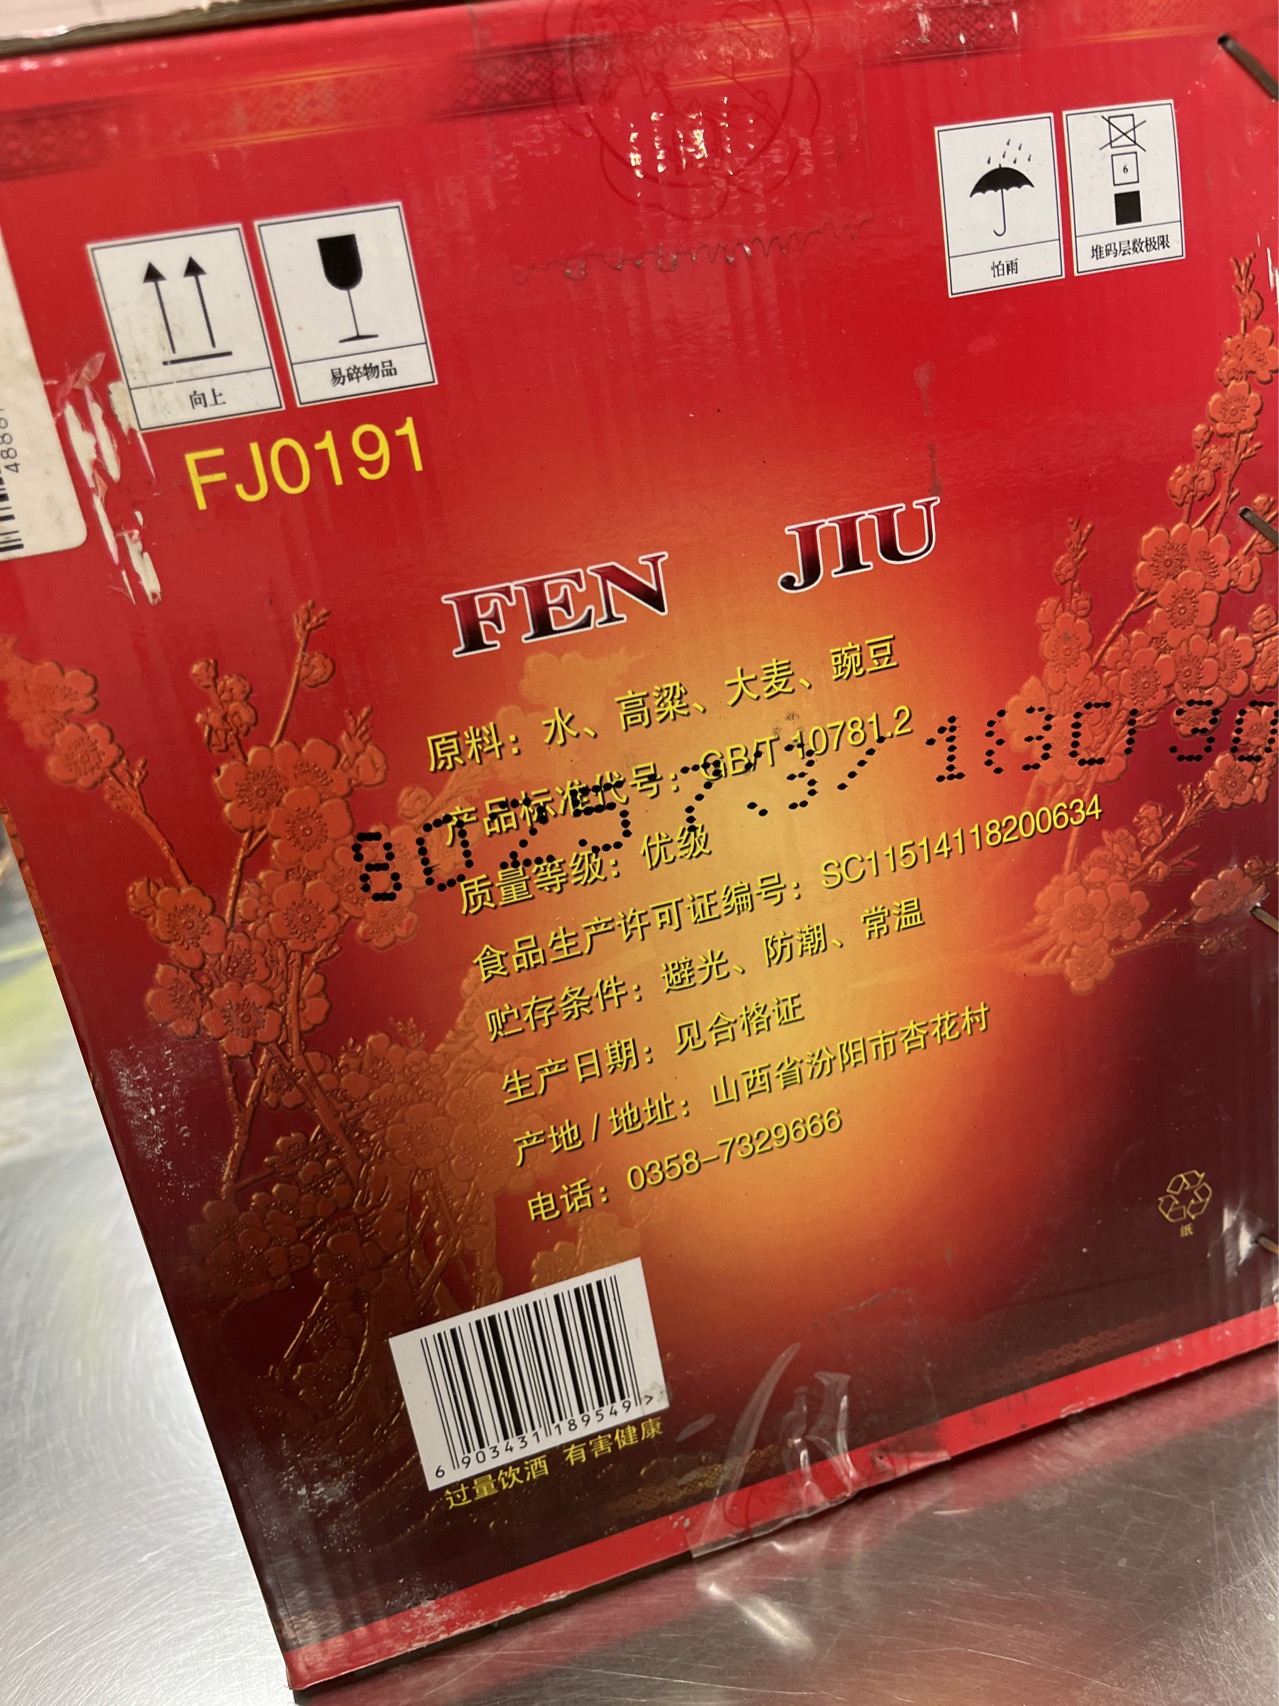 怕雨
6
堆码层数极限
向上
易碎物品
FJ0191
FEN JIU
原料：水、高粱、大麦、豌豆
产品标准代号：GB/T 10781.2
质量等级：优级
食品生产许可证编号：SC11514118200634
贮存条件：避光、防潮、常温
生产日期：见合格证
产地/地址：山西省汾阳市杏花村
电话：0358-7329666
纸
6 903431 189549 >
过量饮酒 有害健康